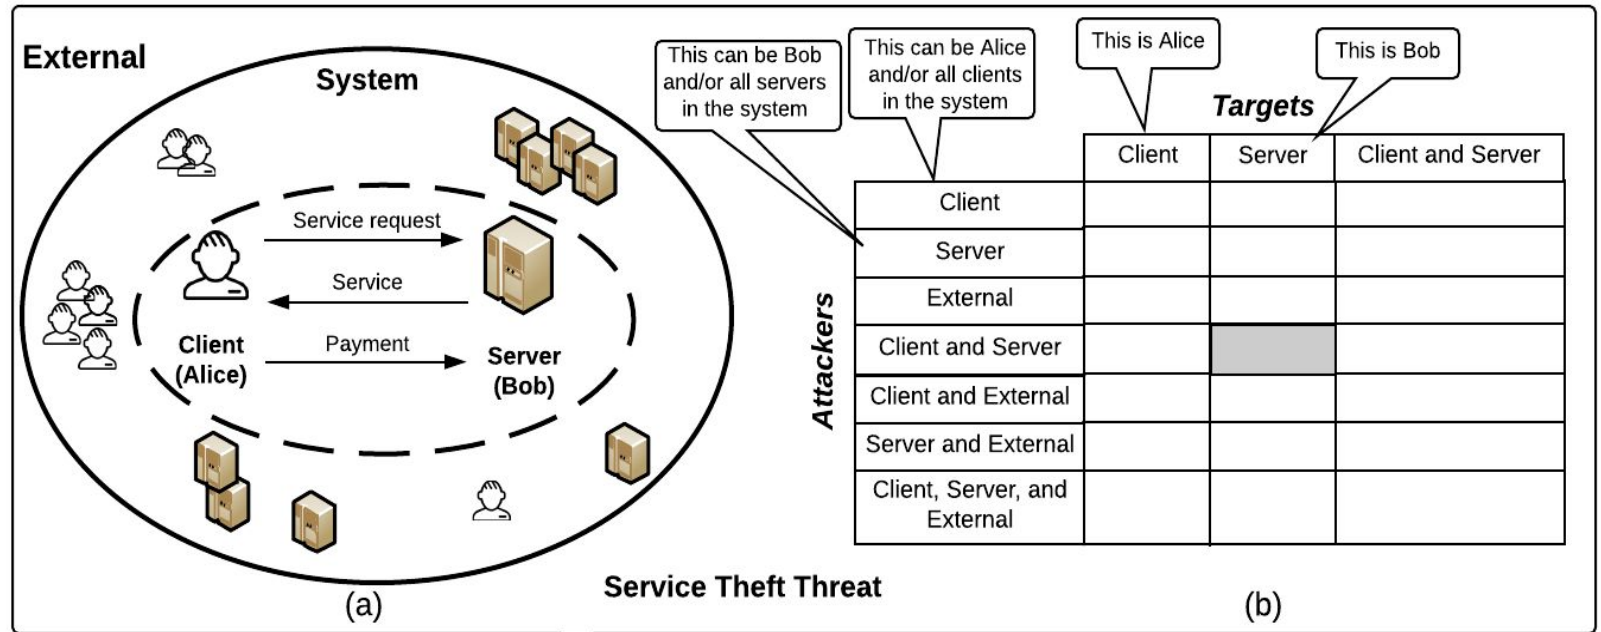 External
System
Service request
Service
Client
(Alice)
Payment
Server
(Bob)
(a)
This can be Bob
and/or all servers
in the system
This can be Alice
and/or all clients
in the system
This is Alice
This is Bob
Targets
Client Server Client and Server
Attackers
Client
Server
External
Client and Server
Client and External
Server and External
Client, Server, and
External
Service Theft Threat
(b)